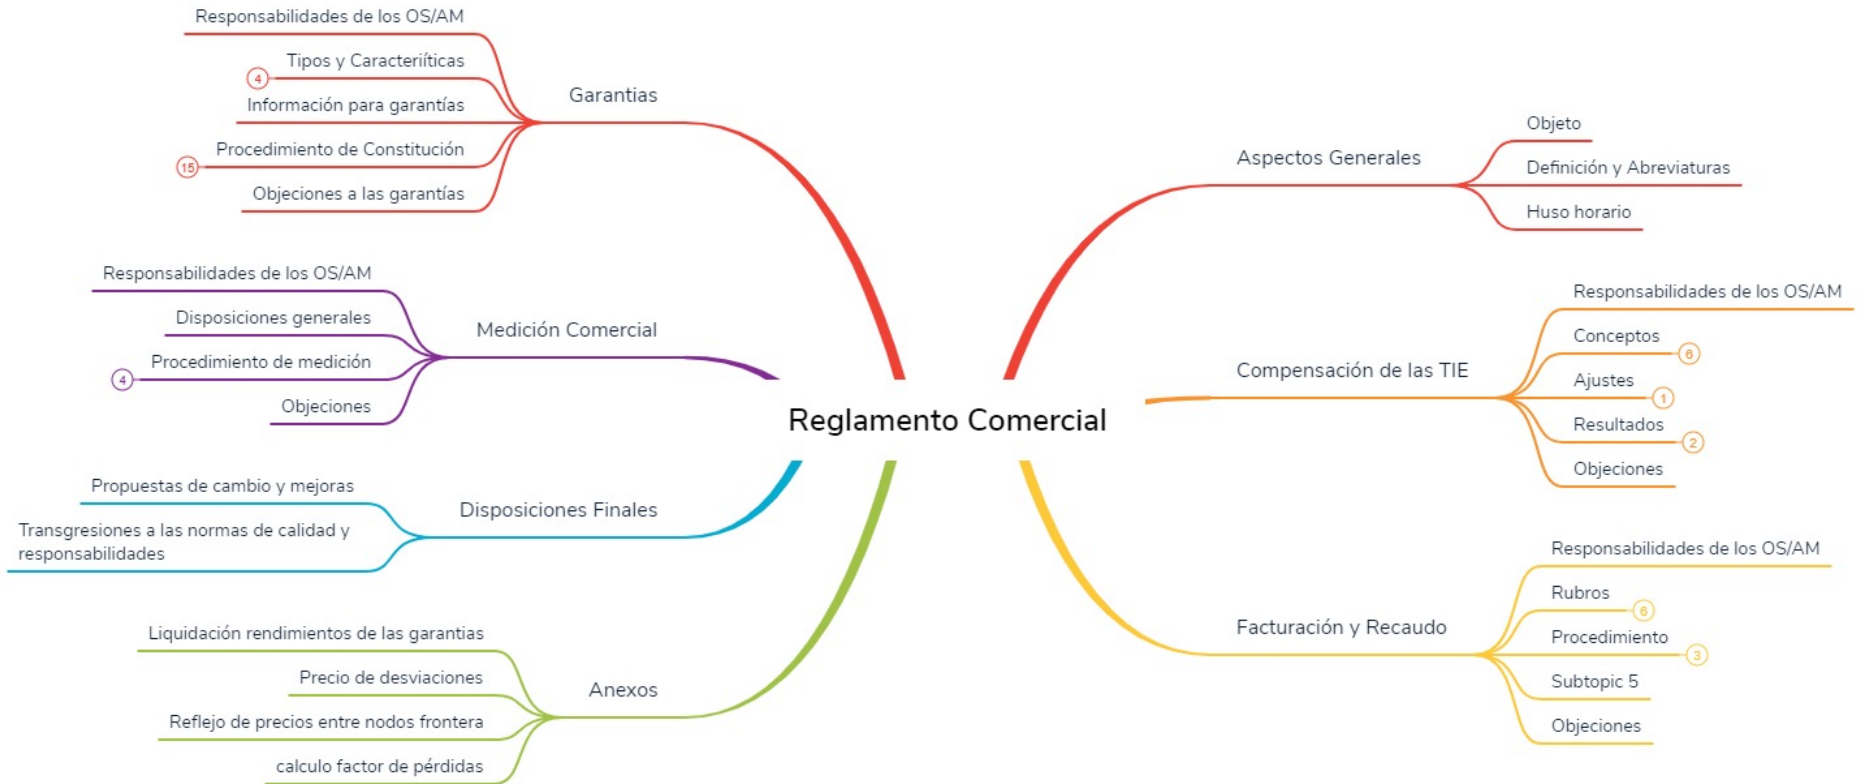 Reglamento Comercial
Garantias
Responsabilidades de los OS/AM
Tipos y Caracteriíticas
4
Información para garantías
Procedimiento de Constitución
15
Objeciones a las garantías
Medición Comercial
Responsabilidades de los OS/AM
Disposiciones generales
Procedimiento de medición
4
Objeciones
Disposiciones Finales
Propuestas de cambio y mejoras
Transgresiones a las normas de calidad y
responsabilidades
Anexos
Liquidación rendimientos de las garantias
Precio de desviaciones
Reflejo de precios entre nodos frontera
calculo factor de pérdidas
Aspectos Generales
Objeto
Definición y Abreviaturas
Huso horario
Compensación de las TIE
Responsabilidades de los OS/AM
Conceptos
6
Ajustes
1
Resultados
2
Objeciones
Facturación y Recaudo
Responsabilidades de los OS/AM
Rubros
6
Procedimiento
3
Subtopic 5
Objeciones